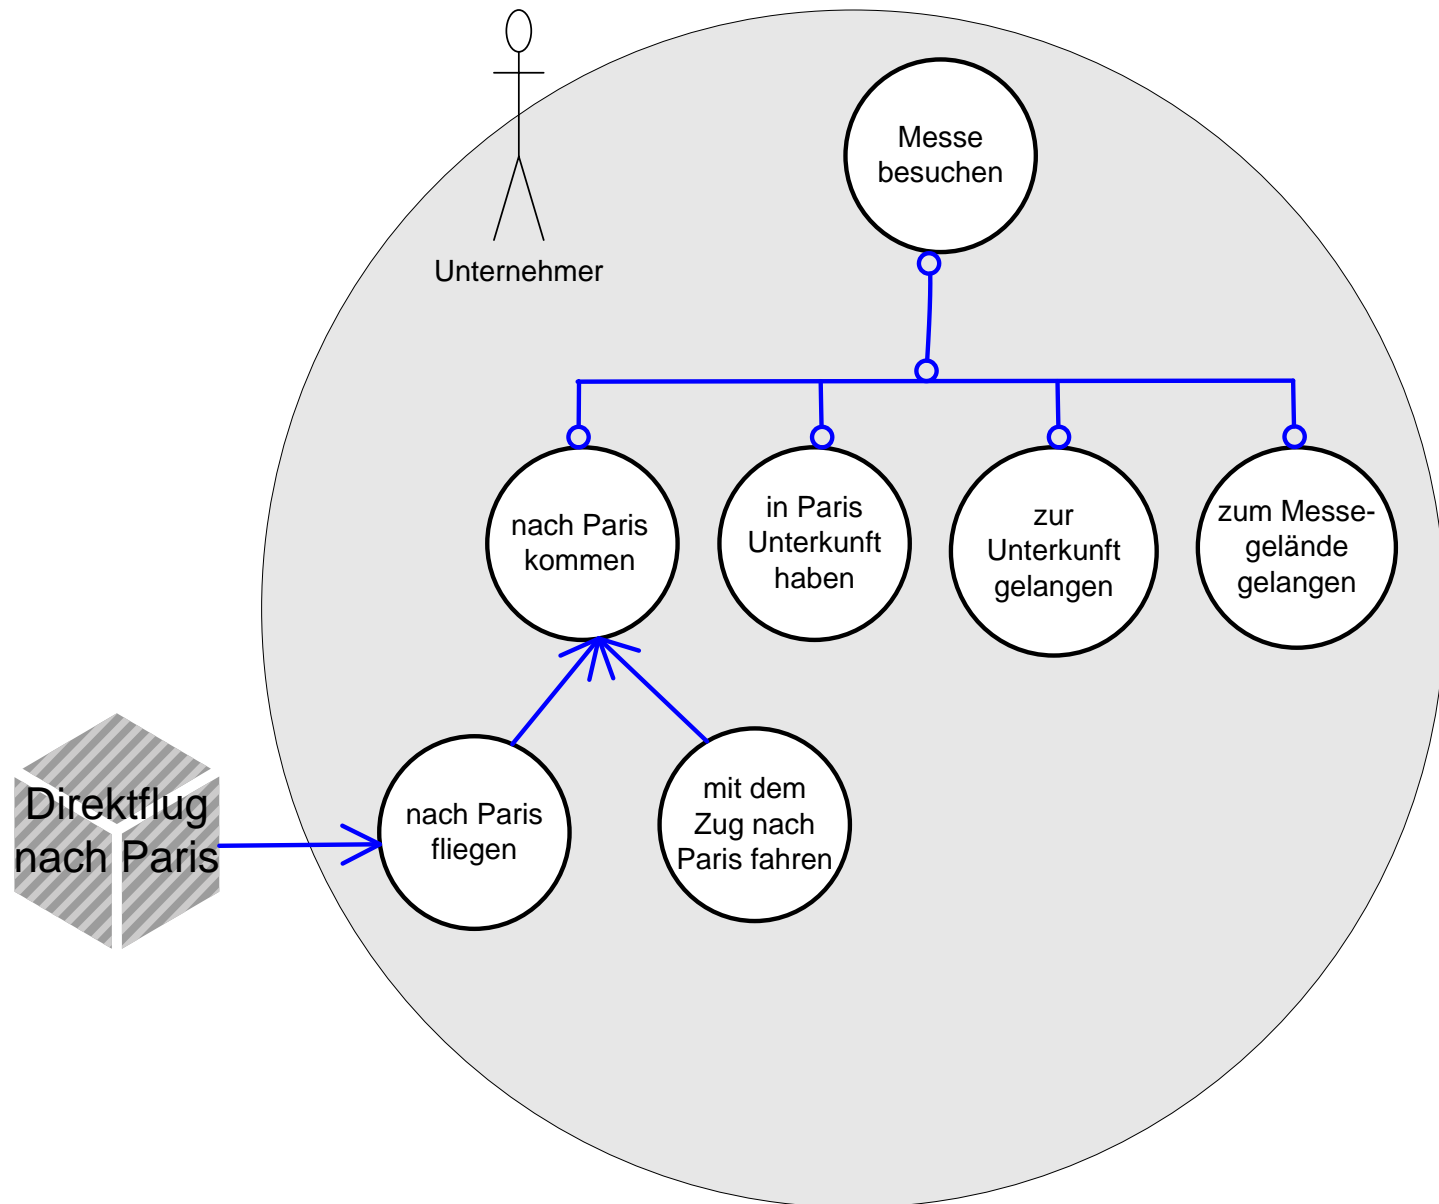 Unternehmer
Messe
besuchen
nach Paris
kommen
in Paris
Unterkunft
haben
zur
Unterkunft
gelangen
zum Messe-
gelände
gelangen
Direktflug
nach Paris
nach Paris
fliegen
mit dem
Zug nach
Paris fahren